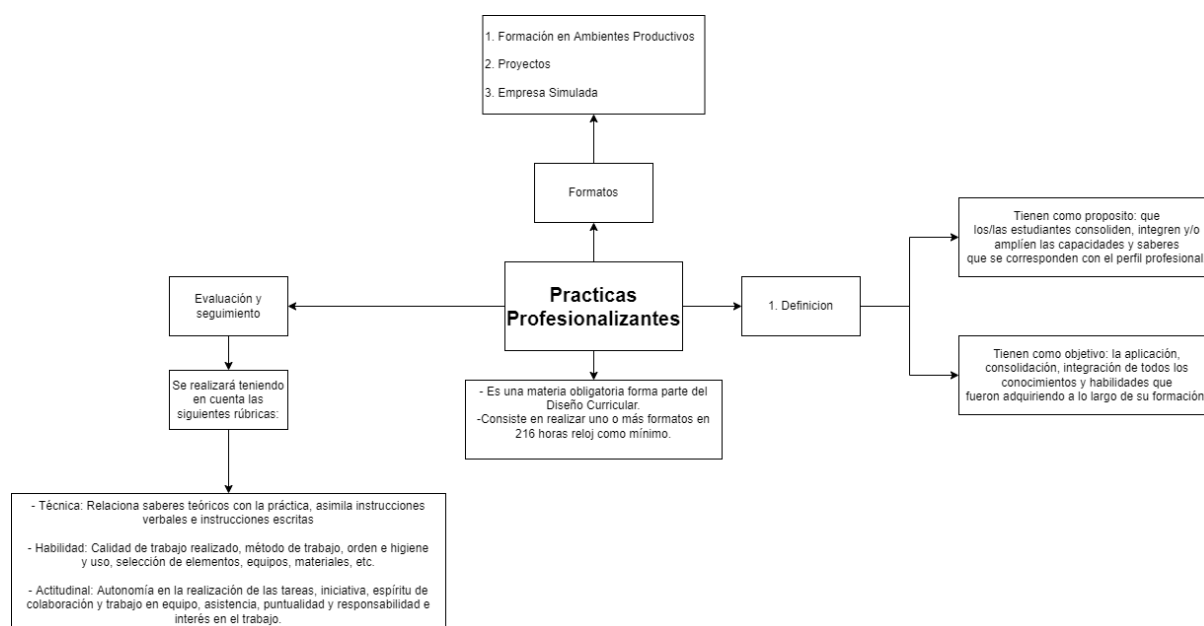 1. Formación en Ambientes Productivos
2. Proyectos
3. Empresa Simulada
Formatos
Tienen como proposito: que
los/las estudiantes consoliden, integren y/o
amplíen las capacidades y saberes
que se corresponden con el perfil profesional
Evaluación y
seguimiento
Practicas
Profesionalizantes
1. Definicion
Tienen como objetivo: la aplicación,
consolidación, integración de todos los
conocimientos y habilidades que
fueron adquiriendo a lo largo de su formación
Se realizará teniendo
en cuenta las
siguientes rúbricas:
- Es una materia obligatoria forma parte del
Diseño Curricular.
-Consiste en realizar uno o más formatos en
216 horas reloj como mínimo.
- Técnica: Relaciona saberes teóricos con la práctica, asimila instrucciones
verbales e instrucciones escritas
- Habilidad: Calidad de trabajo realizado, método de trabajo, orden e higiene
y uso, selección de elementos, equipos, materiales, etc.
- Actitudinal: Autonomía en la realización de las tareas, iniciativa, espíritu de
colaboración y trabajo en equipo, asistencia, puntualidad y responsabilidad e
interés en el trabajo.